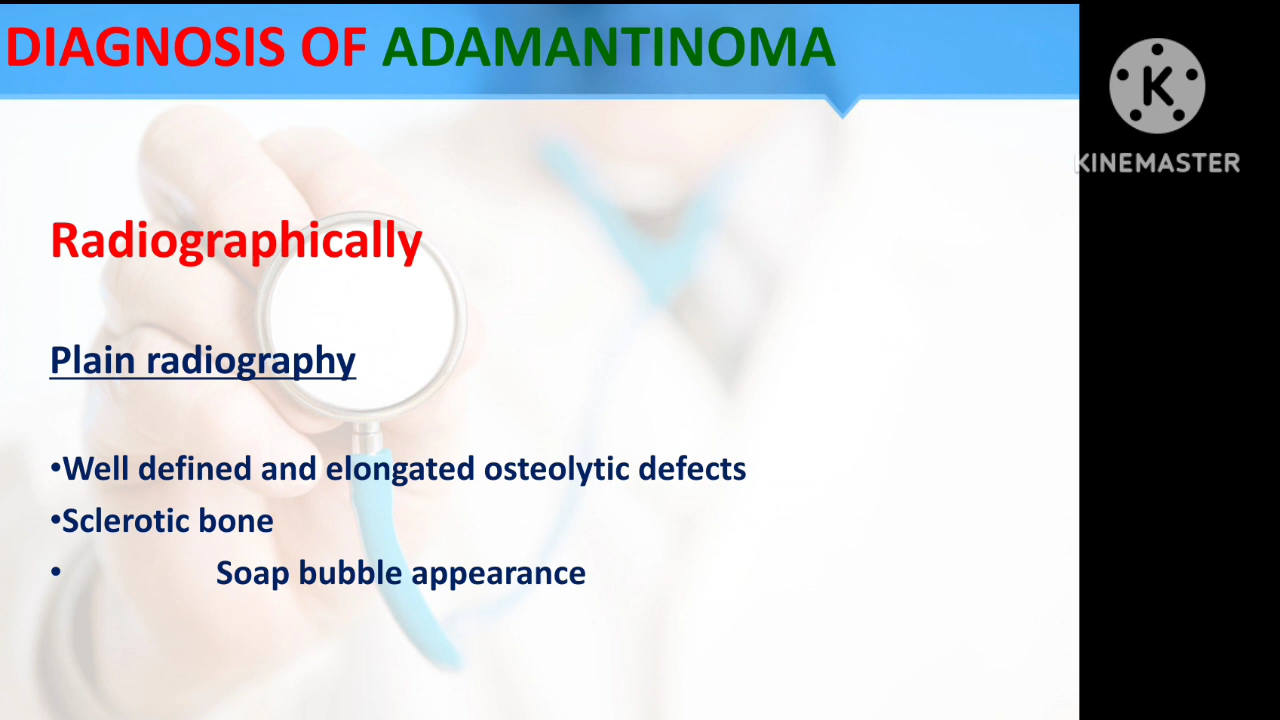 DIAGNOSIS OF ADAMANTINOMA
K
KINEMASTER
Radiographically
Plain radiography
•Well defined and elongated osteolytic defects
•Sclerotic bone
• Soap bubble appearance